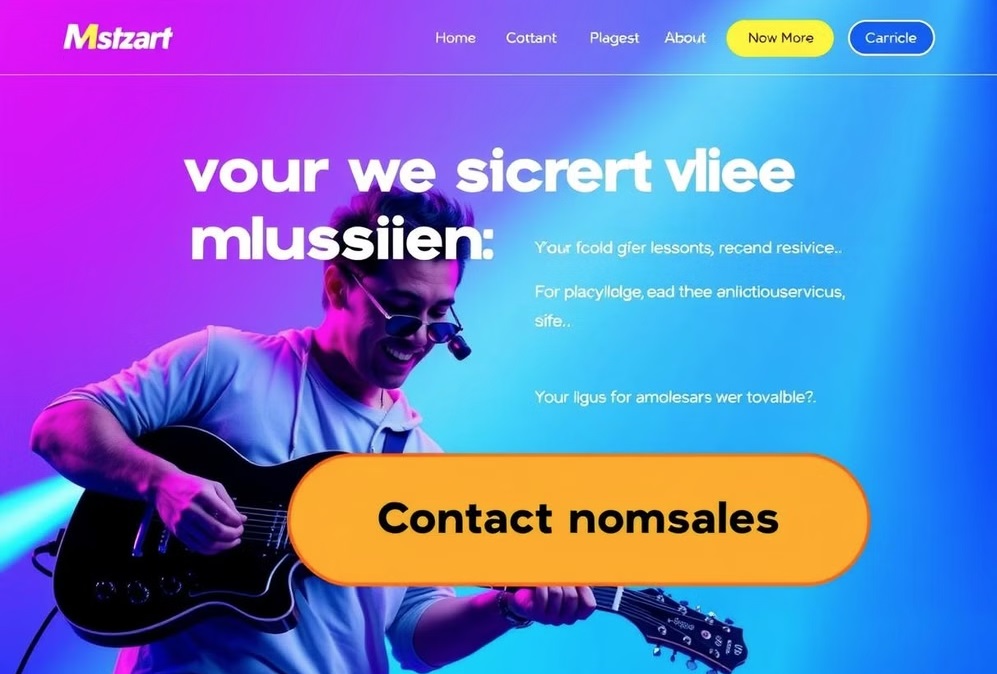 Mstzart
Home Cottant Plagest About Now More Carricle
vour we sicrert vliee
mlussiien:
Your fcold gfer lessonts, recand resivice..
For placyllolge, ead thee anlictiouservicus,
sife..
Your ligus for amolesars wer tovalble?.
Contact nomsales